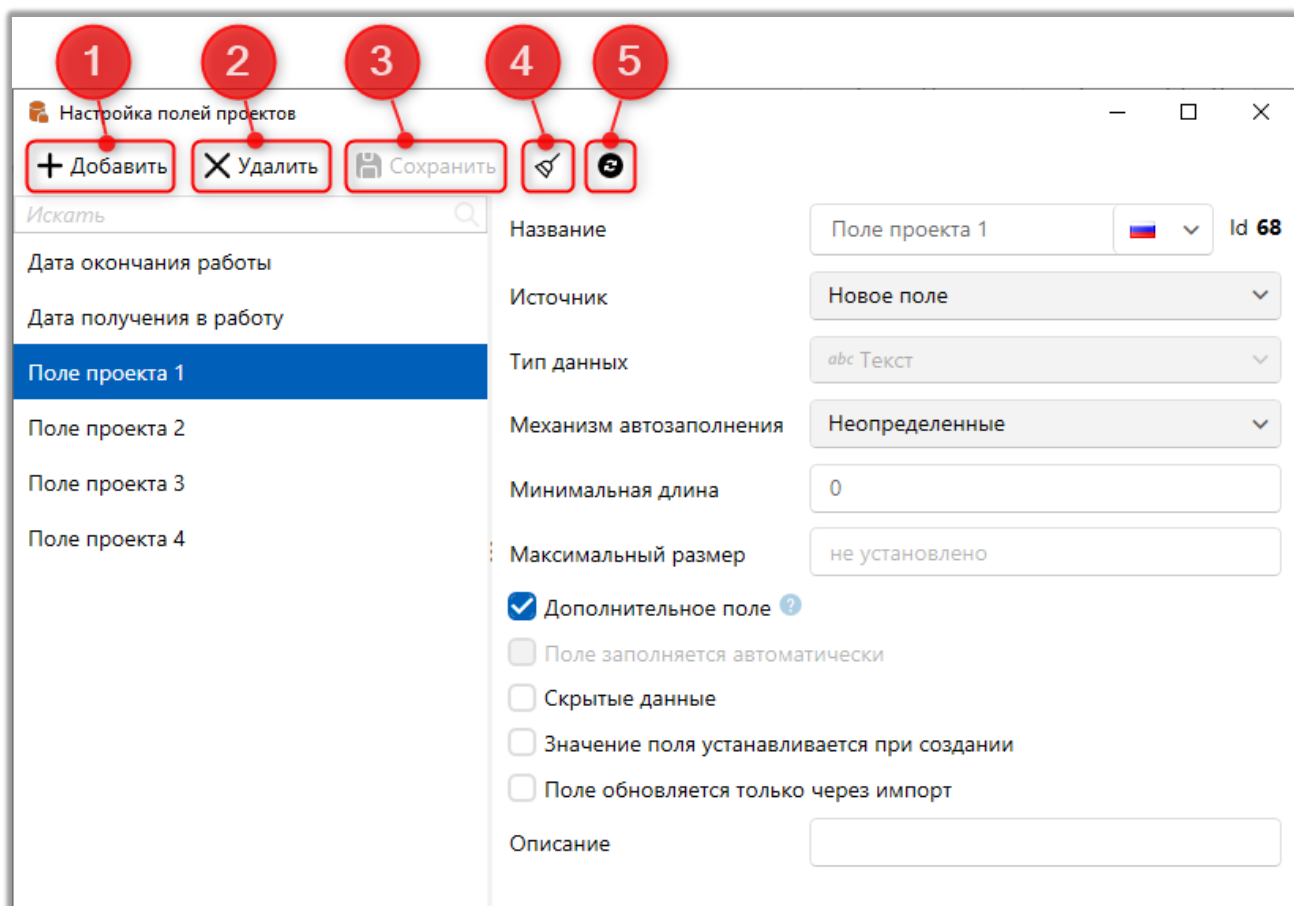 1 2 3 4 5
Настройка полей проектов
Добавить Удалить Сохранить
Искать
Дата окончания работы
Дата получения в работу
Поле проекта 1
Поле проекта 2
Поле проекта 3
Поле проекта 4
Название Поле проекта 1 Id 68
Источник Новое поле
Тип данных abc Текст
Механизм автозаполнения Неопределенные
Минимальная длина 0
Максимальный размер не установлено
Дополнительное поле ?
Поле заполняется автоматически
Скрытые данные
Значение поля устанавливается при создании
Поле обновляется только через импорт
Описание